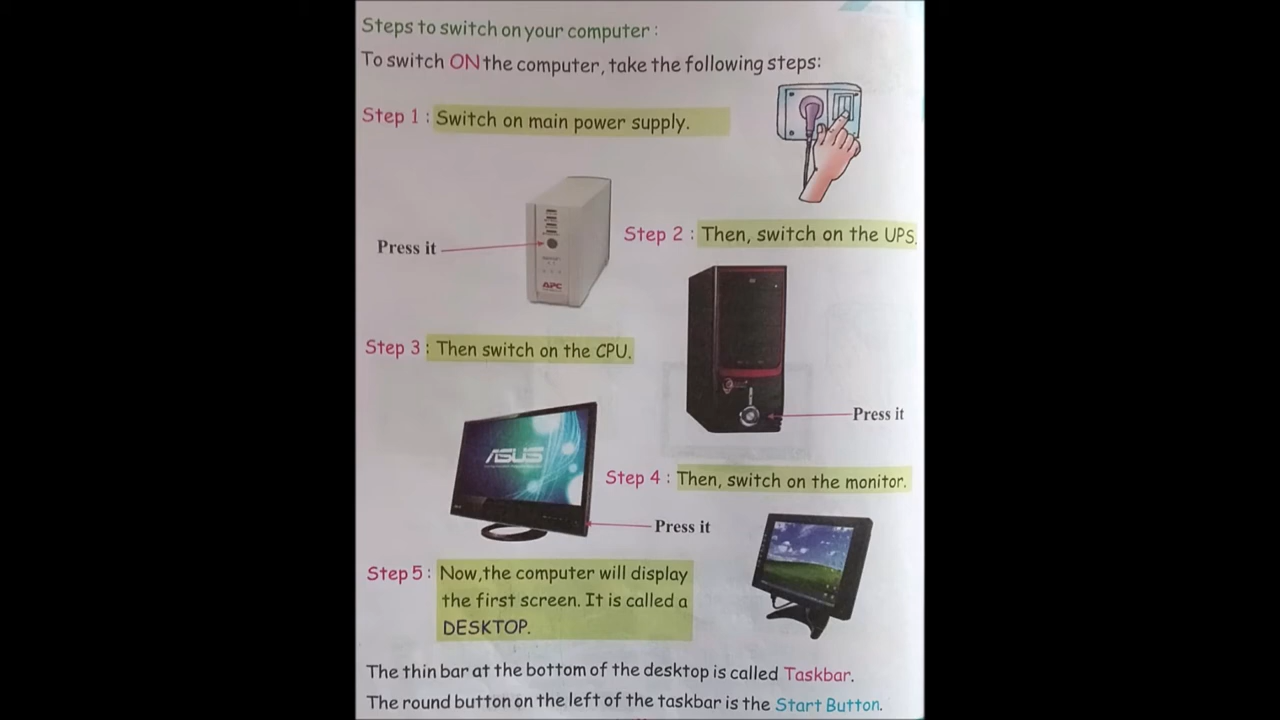 Steps to switch on your computer :
To switch ON the computer, take the following steps:
Step 1 : Switch on main power supply.
Step 2 : Then, switch on the UPS.
Press it
APC
Step 3 : Then switch on the CPU.
Press it
ASUS
Step 4 : Then, switch on the monitor.
Press it
Step 5 : Now, the computer will display
the first screen. It is called a
DESKTOP.
The thin bar at the bottom of the desktop is called Taskbar.
The round button on the left of the taskbar is the Start Button.